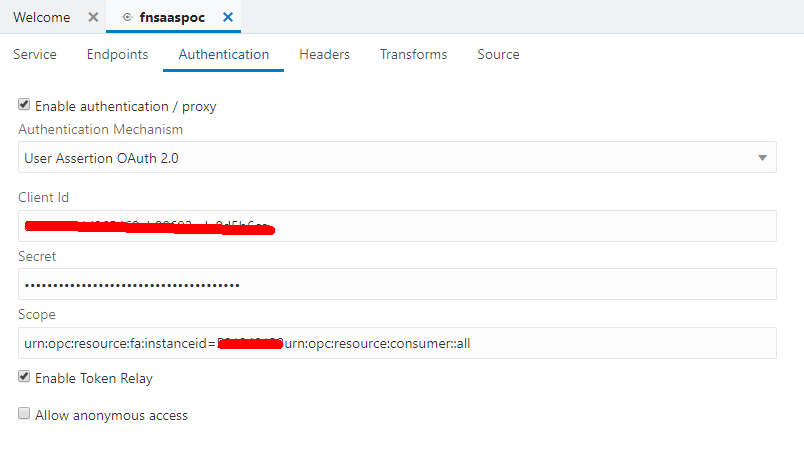 Welcome
fnsaaspoc
Service Endpoints Authentication Headers Transforms Source
Enable authentication / proxy
Authentication Mechanism
User Assertion OAuth 2.0
Client Id
Secret
••••••••••••••••••••••••••••••••••••••
Scope
urn:opc:resource:fa:instanceid= urn:opc:resource:consumer::all
Enable Token Relay
Allow anonymous access